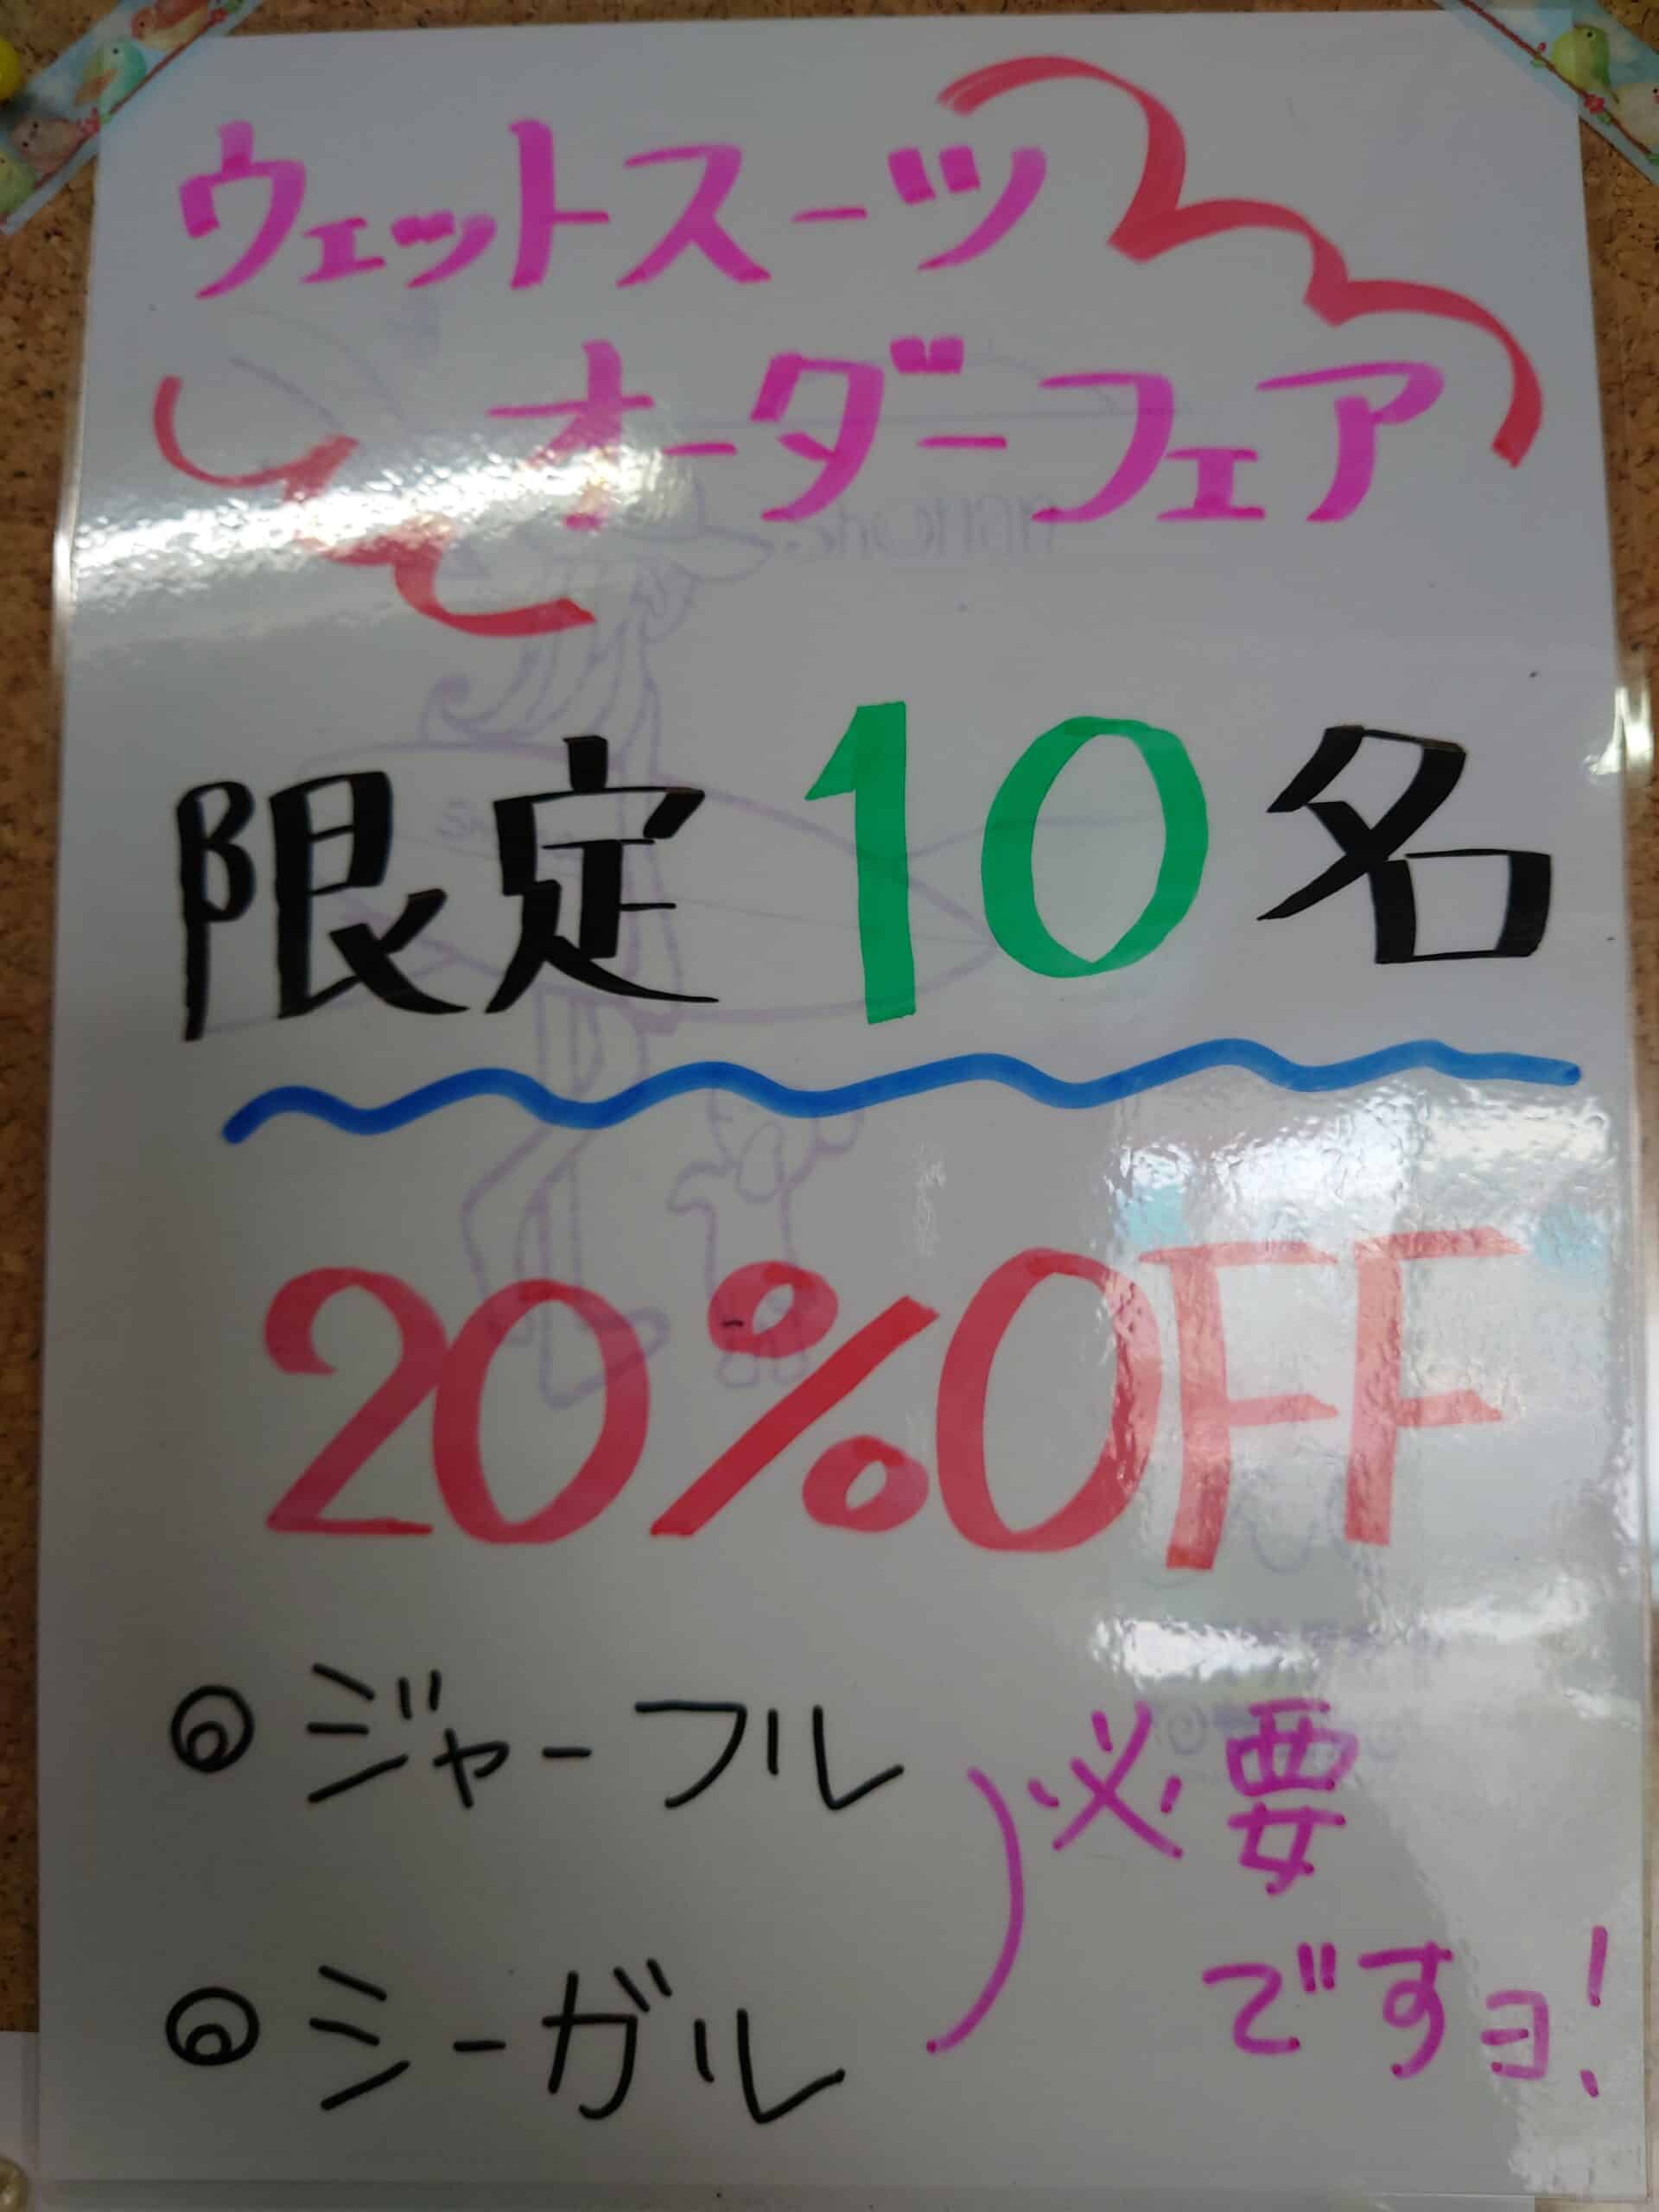 ウェットスーツ
オーダーフェア
限定10名
20%OFF
◎ジャーフル
◎シーガル
必要
ですョ!